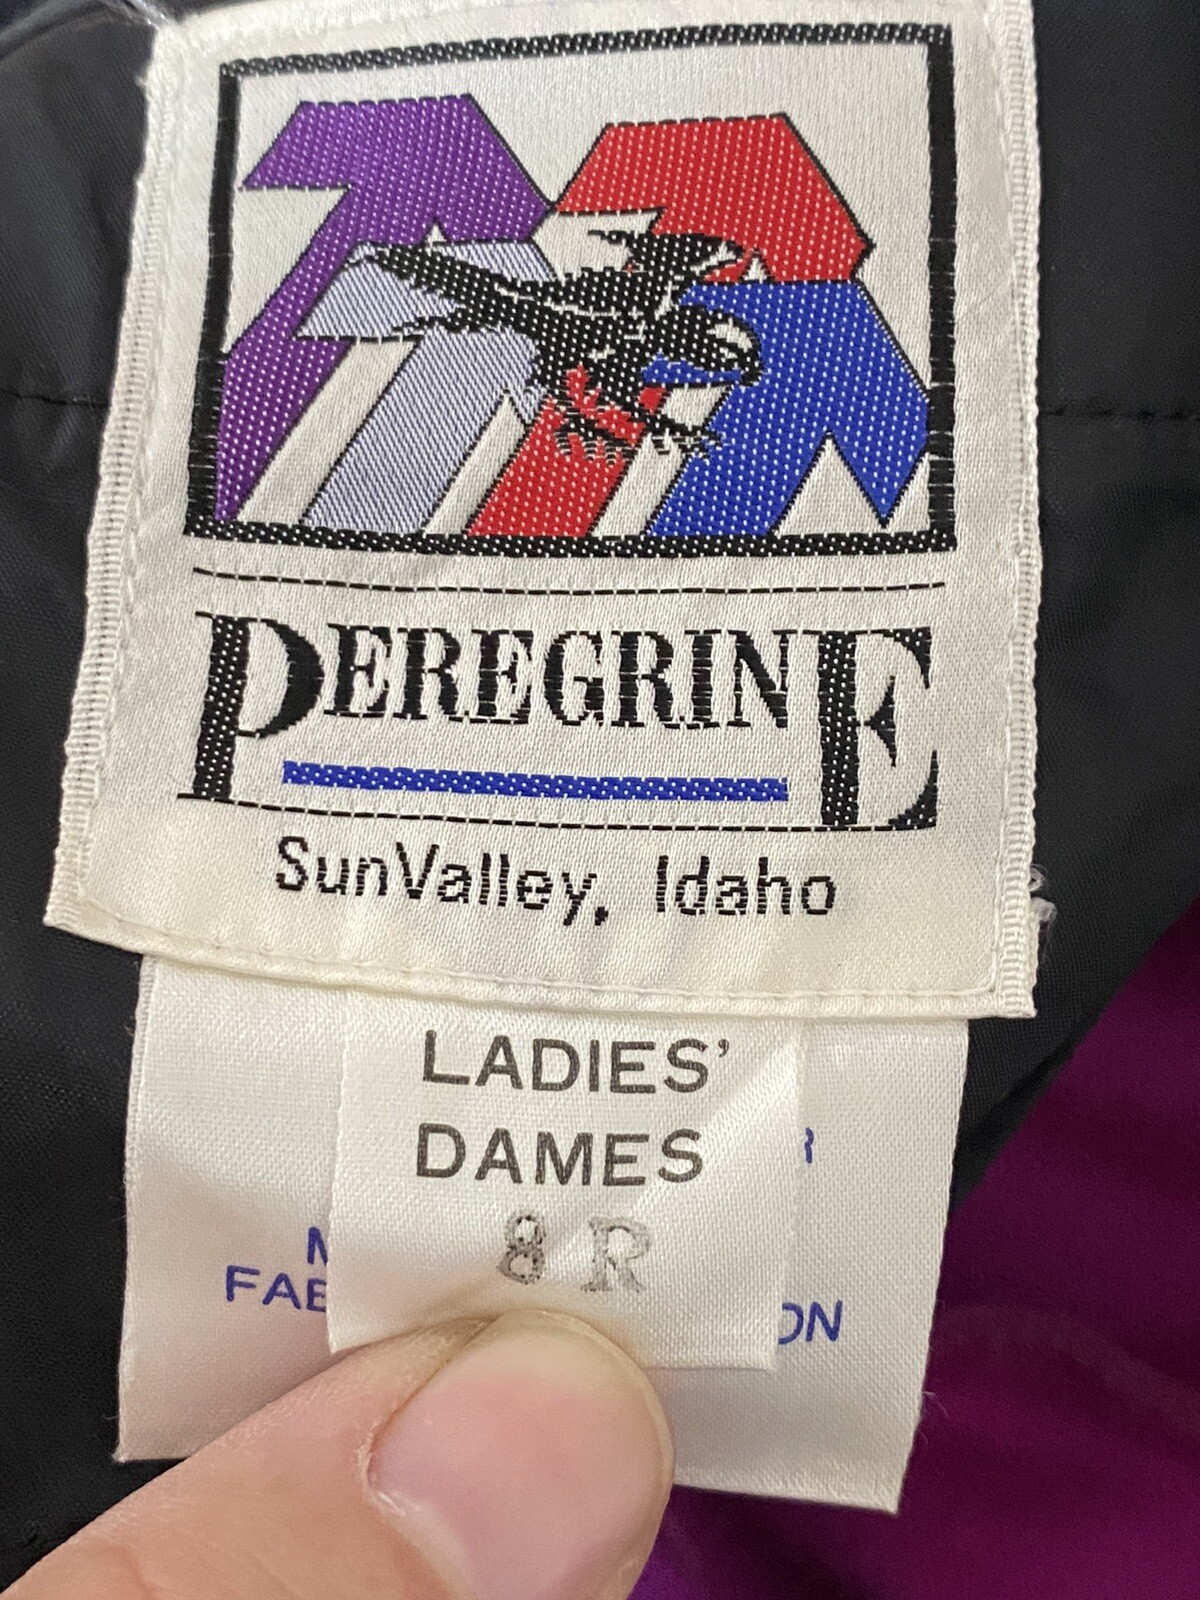 PEREGRINE
SunValley, Idaho
LADIES'
DAMES
8 R